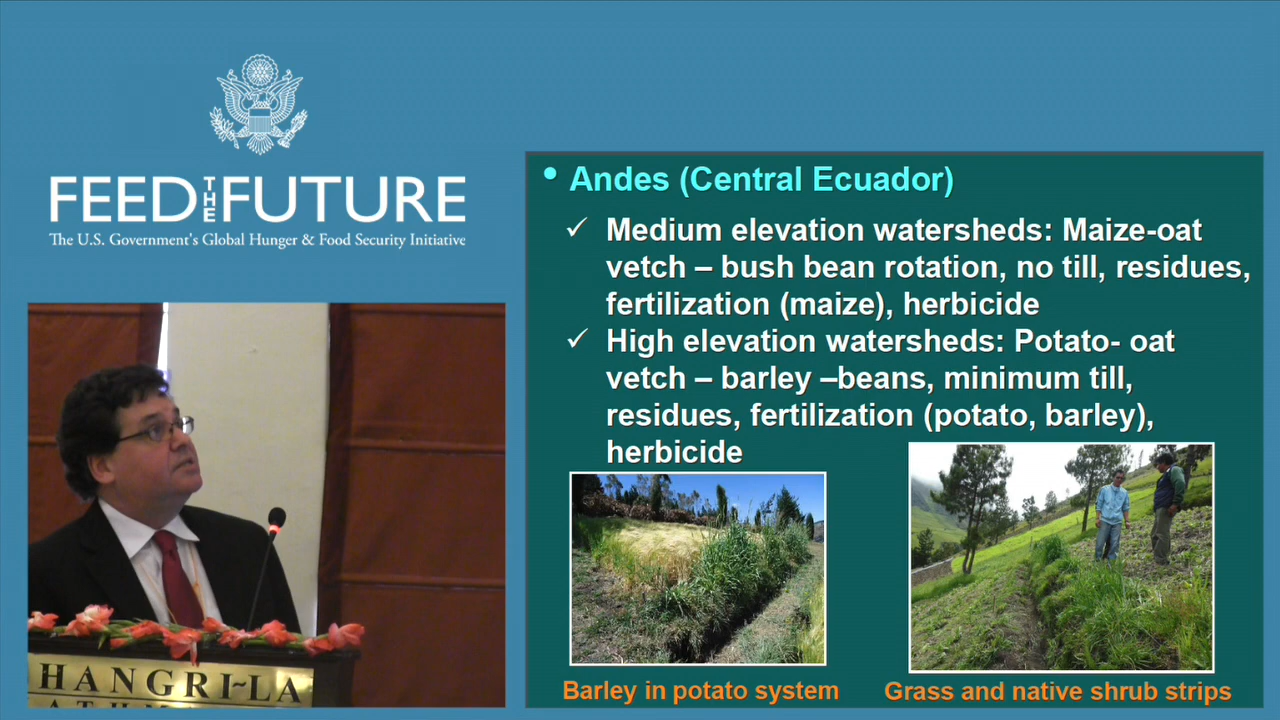 FEED THE FUTURE
The U.S. Government's Global Hunger & Food Security Initiative
• Andes (Central Ecuador)
✓ Medium elevation watersheds: Maize-oat
vetch – bush bean rotation, no till, residues,
fertilization (maize), herbicide
✓ High elevation watersheds: Potato- oat
vetch – barley –beans, minimum till,
residues, fertilization (potato, barley),
herbicide
Barley in potato system
Grass and native shrub strips
HANGRI~LA